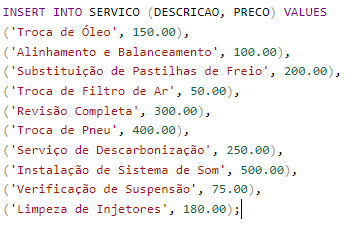 INSERT INTO SERVICO (DESCRICAO, PRECO) VALUES
('Troca de Óleo', 150.00),
('Alinhamento e Balanceamento', 100.00),
('Substituição de Pastilhas de Freio', 200.00),
('Troca de Filtro de Ar', 50.00),
('Revisão Completa', 300.00),
('Troca de Pneu', 400.00),
('Serviço de Descarbonização', 250.00),
('Instalação de Sistema de Som', 500.00),
('Verificação de Suspensão', 75.00),
('Limpeza de Injetores', 180.00);